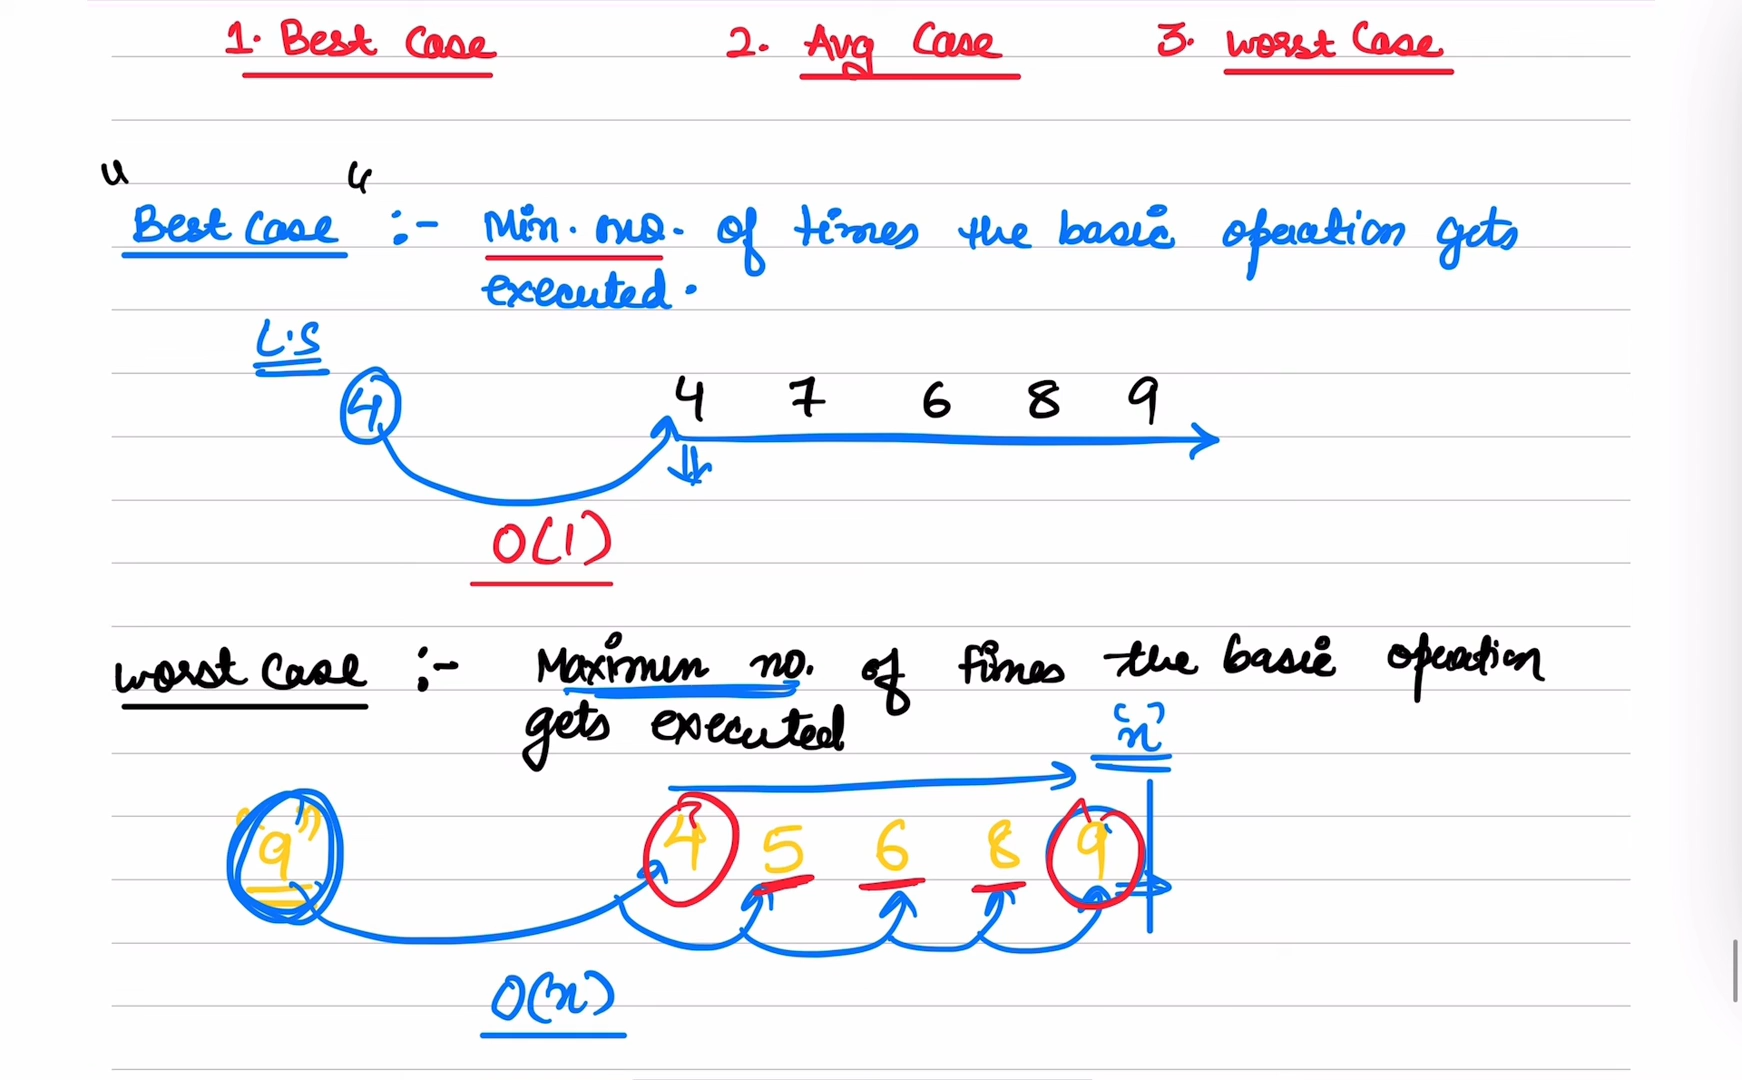 1. Best Case 2. Avg Case 3. Worst Case
"Best Case" :- Min. no. of times the basic operation gets
executed.
L.S
4 4 7 6 8 9
O(1)
Worst Case :- Maximum no. of times the basic operation
gets executed
"n"
"9" 4 5 6 8 9
O(n)